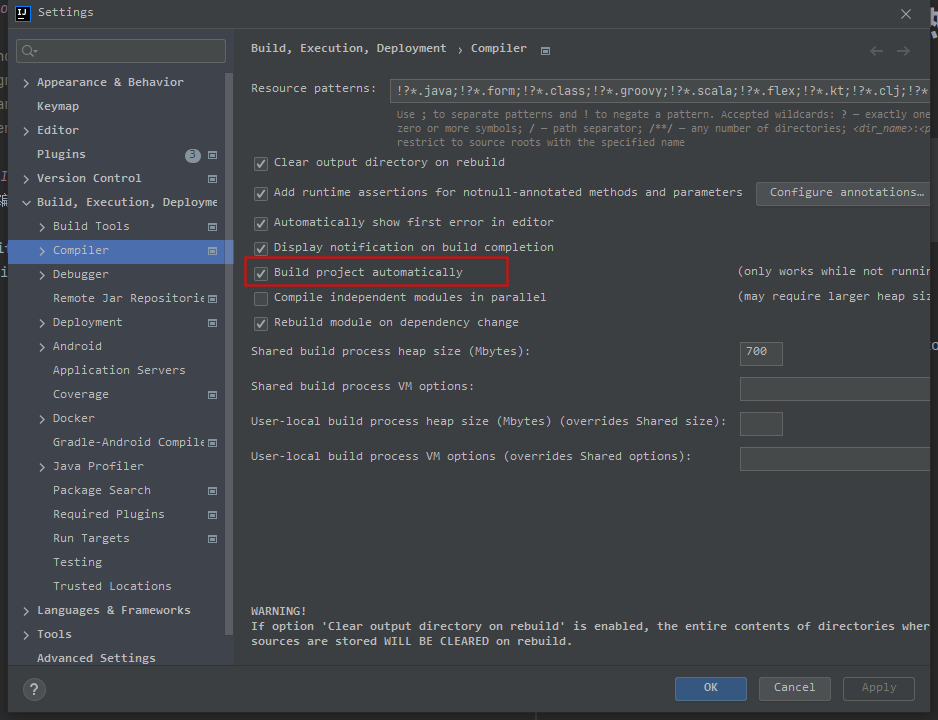 Settings
Appearance & Behavior
Keymap
Editor
Plugins
3
Version Control
Build, Execution, Deployme
Build Tools
Compiler
Debugger
Remote Jar Repositorie
Deployment
Android
Application Servers
Coverage
Docker
Gradle-Android Compile
Java Profiler
Package Search
Required Plugins
Run Targets
Testing
Trusted Locations
Languages & Frameworks
Tools
Advanced Settings
Build, Execution, Deployment › Compiler
Resource patterns: !?*.java;!?*.form;!?*.class;!?*.groovy;!?*.scala;!?*.flex;!?*.kt;!?*.clj;!?*
Use ; to separate patterns and ! to negate a pattern. Accepted wildcards: ? — exactly one
zero or more symbols; / — path separator; /**/ — any number of directories; <dir_name>:<p
restrict to source roots with the specified name
Clear output directory on rebuild
Add runtime assertions for notnull-annotated methods and parameters Configure annotations…
Automatically show first error in editor
Display notification on build completion
Build project automatically (only works while not runnin
Compile independent modules in parallel (may require larger heap siz
Rebuild module on dependency change
Shared build process heap size (Mbytes): 700
Shared build process VM options:
User-local build process heap size (Mbytes) (overrides Shared size):
User-local build process VM options (overrides Shared options):
WARNING!
If option 'Clear output directory on rebuild' is enabled, the entire contents of directories wher
sources are stored WILL BE CLEARED on rebuild.
?
OK Cancel Apply